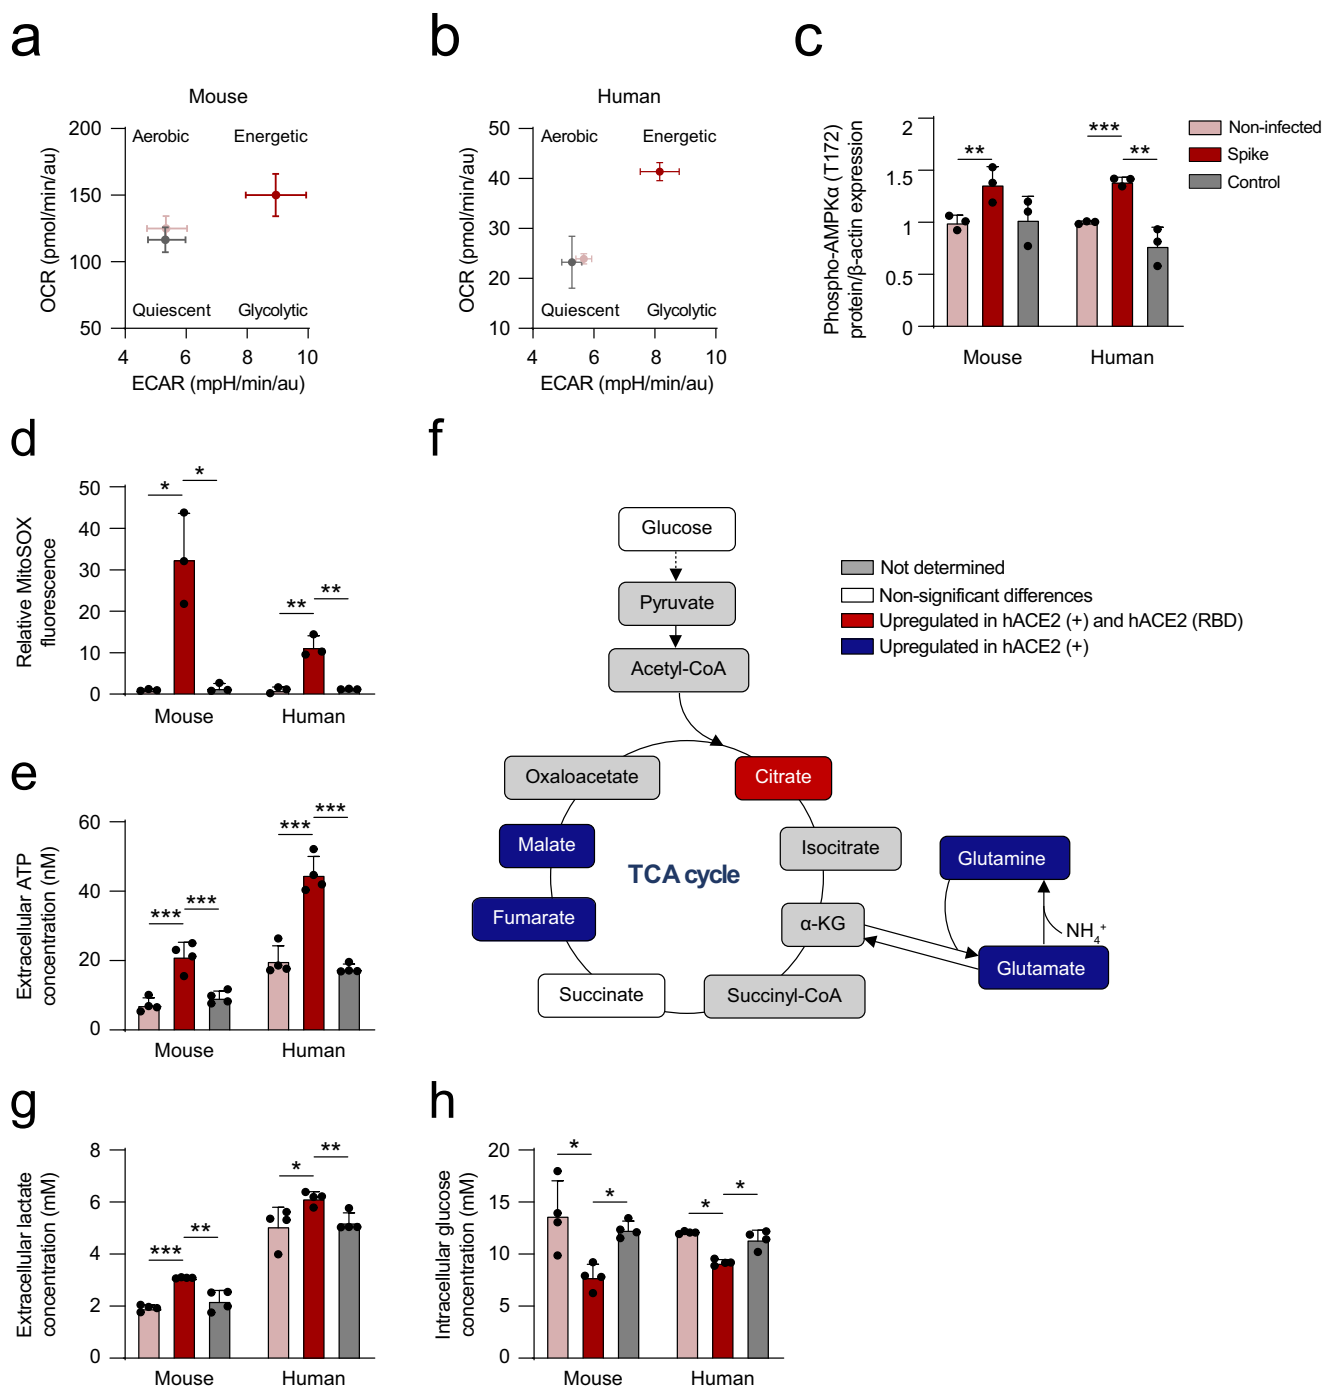 a
Mouse
OCR (pmol/min/au)
200
150
100
50
Aerobic
Energetic
Quiescent
Glycolytic
4
6
8
10
ECAR (mpH/min/au)
b
Human
OCR (pmol/min/au)
50
40
30
20
10
Aerobic
Energetic
Quiescent
Glycolytic
4
6
8
10
ECAR (mpH/min/au)
c
Phospho-AMPKα (T172)
protein/β-actin expression
2
1.5
1
0.5
0
**
***
**
Mouse
Human
Non-infected
Spike
Control
d
Relative MitoSOX
fluorescence
50
40
30
20
10
0
*
*
**
**
Mouse
Human
e
Extracellular ATP
concentration (nM)
60
40
20
0
***
***
***
***
Mouse
Human
f
Glucose
Pyruvate
Acetyl-CoA
Oxaloacetate
Citrate
Malate
Isocitrate
TCA cycle
Fumarate
α-KG
Succinate
Succinyl-CoA
Glutamine
NH4+
Glutamate
Not determined
Non-significant differences
Upregulated in hACE2 (+) and hACE2 (RBD)
Upregulated in hACE2 (+)
g
Extracellular lactate
concentration (mM)
8
6
4
2
0
***
**
*
**
Mouse
Human
h
Intracellular glucose
concentration (mM)
20
15
10
5
0
*
*
*
*
Mouse
Human